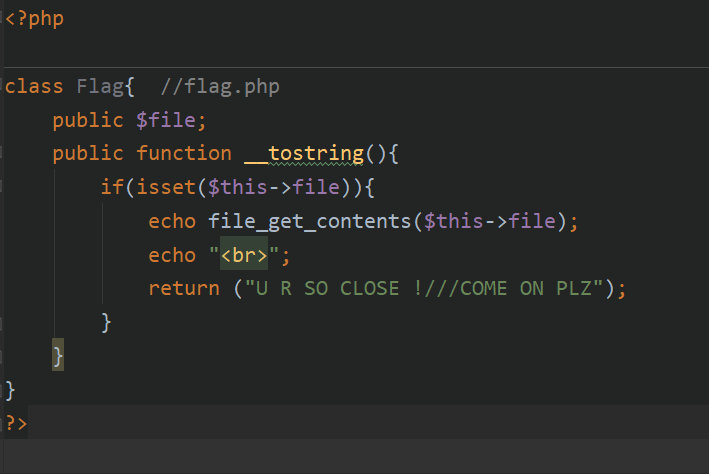 <?php
class Flag{  //flag.php
    public $file;
    public function __tostring(){
        if(isset($this->file)){
            echo file_get_contents($this->file);
            echo "<br>";
            return ("U R SO CLOSE !///COME ON PLZ");
        }
    }
}
?>